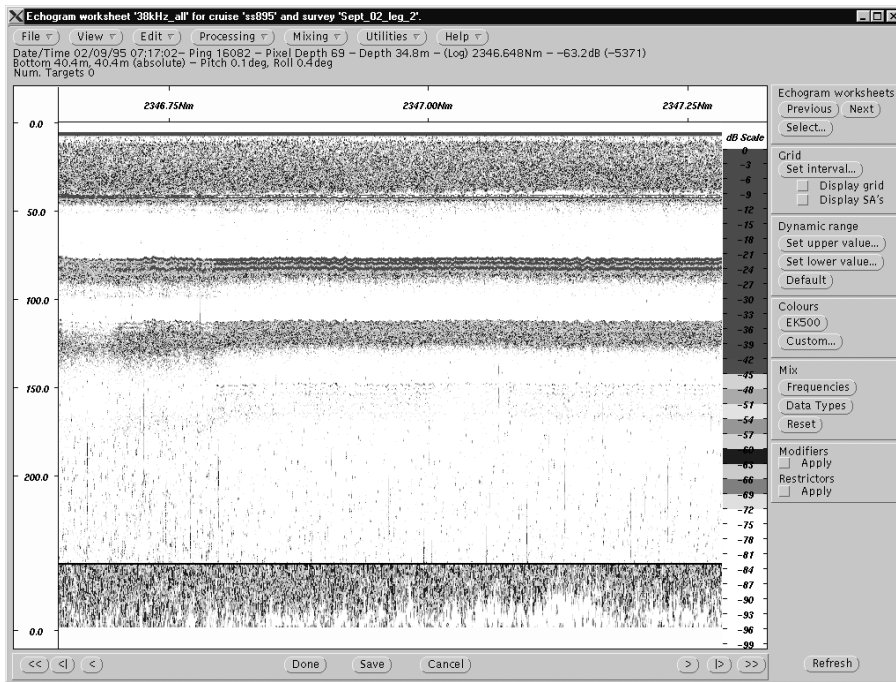 Echogram worksheet '38kHz_all' for cruise 'ss895' and survey 'Sept_02_leg_2'.
File View Edit Processing Mixing Utilities Help
Date/Time 02/09/95 07:17:02– Ping 16082 – Pixel Depth 69 – Depth 34.8m – (Log) 2346.648Nm – –63.2dB (–5371)
Bottom 40.4m, 40.4m (absolute) – Pitch 0.1deg, Roll 0.4deg
Num. Targets 0
2346.75Nm 2347.00Nm 2347.25Nm
0.0
50.0
100.0
150.0
200.0
0.0
dB Scale
0
-3
-6
-9
-12
-15
-18
-21
-24
-27
-30
-33
-36
-39
-42
-45
-48
-51
-54
-57
-60
-63
-66
-69
-72
-75
-78
-81
-84
-87
-90
-93
-96
-99
Echogram worksheets
Previous Next
Select...
Grid
Set interval...
Display grid
Display SA's
Dynamic range
Set upper value...
Set lower value...
Default
Colours
EK500
Custom...
Mix
Frequencies
Data Types
Reset
Modifiers
Apply
Restrictors
Apply
<< <| < Done Save Cancel > |> >> Refresh